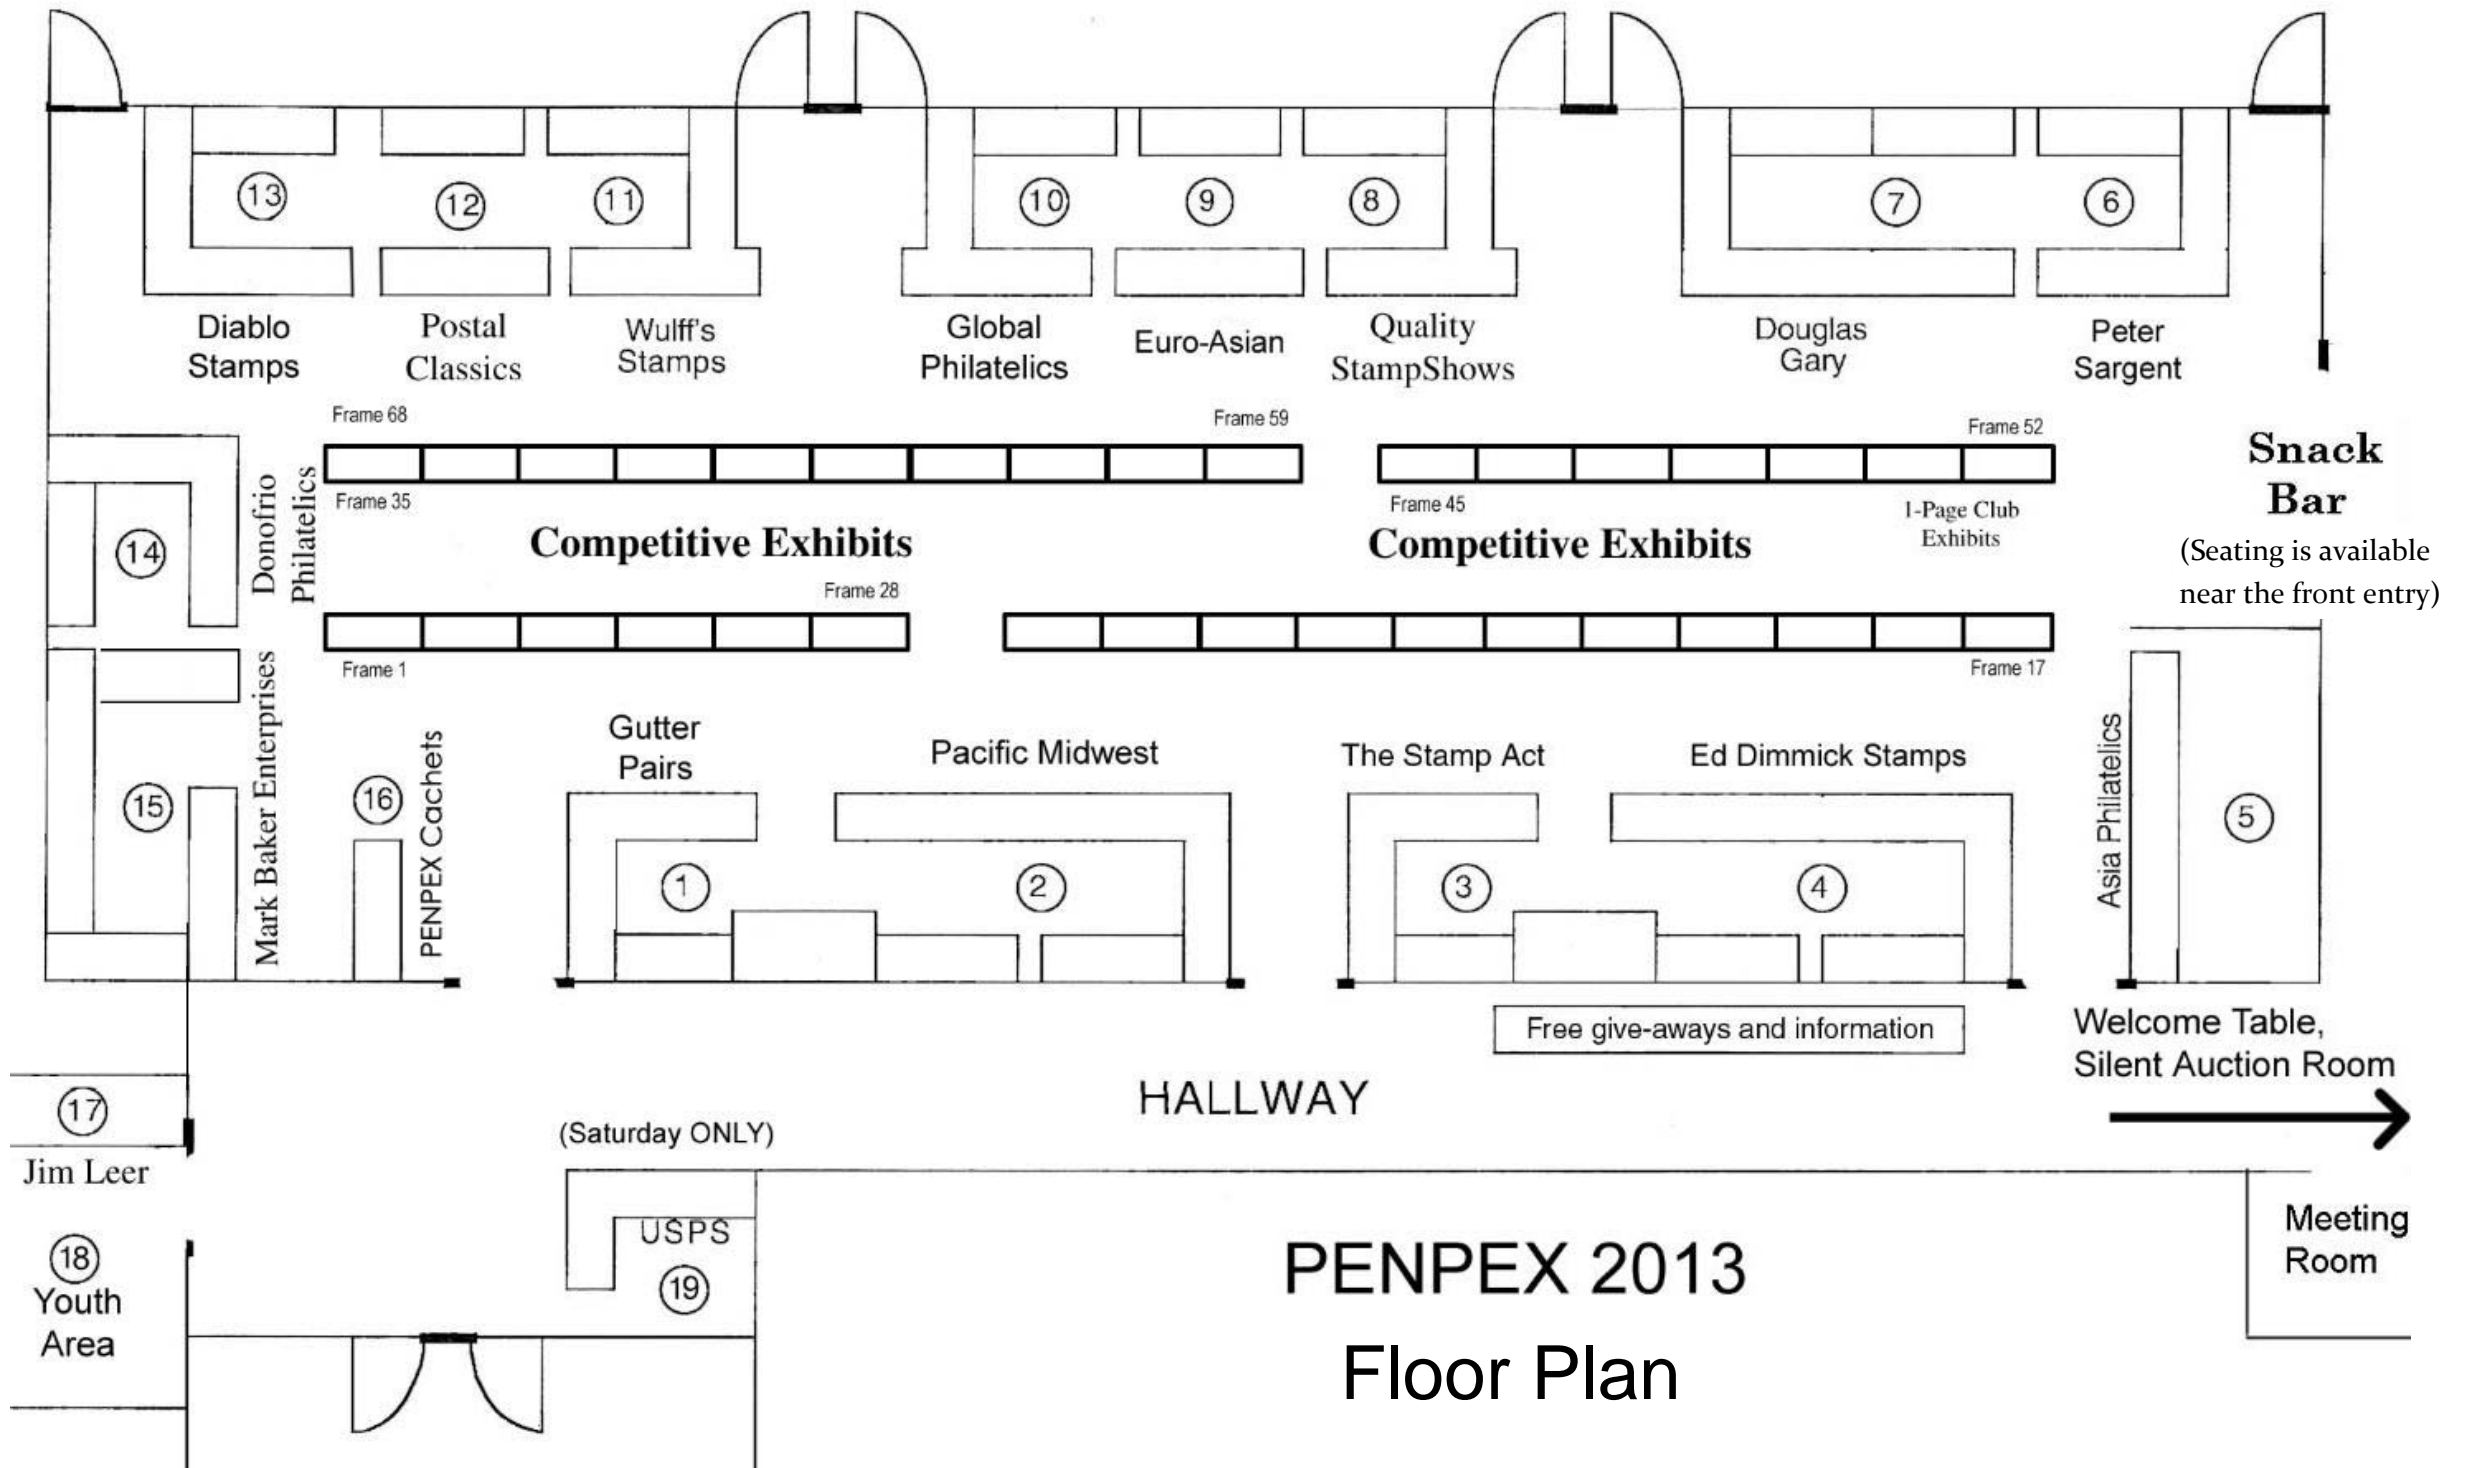 13
12
11
10
9
8
7
6
Diablo
Stamps
Postal
Classics
Wulff's
Stamps
Global
Philatelics
Euro-Asian
Quality
StampShows
Douglas
Gary
Peter
Sargent
Frame 68
Frame 59
Frame 52
Frame 35
Frame 45
1-Page Club
Exhibits
Snack
Bar
(Seating is available
near the front entry)
14
Donofrio
Philatelics
Competitive Exhibits
Competitive Exhibits
Frame 28
Frame 1
Frame 17
15
Mark Baker Enterprises
16
PENPEX Cachets
Gutter
Pairs
Pacific Midwest
The Stamp Act
Ed Dimmick Stamps
Asia Philatelics
5
1
2
3
4
Free give-aways and information
Welcome Table,
Silent Auction Room
HALLWAY
17
Jim Leer
(Saturday ONLY)
USPS
19
18
Youth
Area
PENPEX 2013
Floor Plan
Meeting
Room